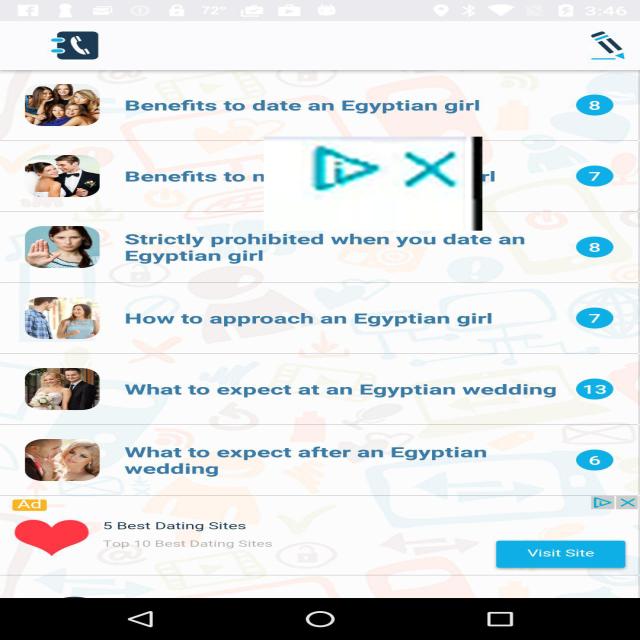 72°
3:46
Benefits to date an Egyptian girl
8
Benefits to
7
Strictly prohibited when you date an
Egyptian girl
8
How to approach an Egyptian girl
7
What to expect at an Egyptian wedding
13
What to expect after an Egyptian
wedding
6
Ad
5 Best Dating Sites
Top 10 Best Dating Sites
Visit Site